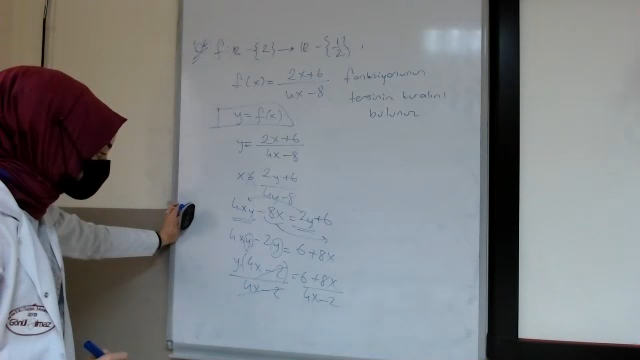 f: R - {2} → R - {1/2},
f(x) = 2x+6 / 4x-8 fonksiyonunun
tersinin kuralını
bulunuz
y = f(x)
y = 2x+6 / 4x-8
x = 2y+6 / 4y-8
4xy - 8x = 2y+6
4xy - 2y = 6+8x
y(4x-2) / 4x-2 = 6+8x / 4x-2